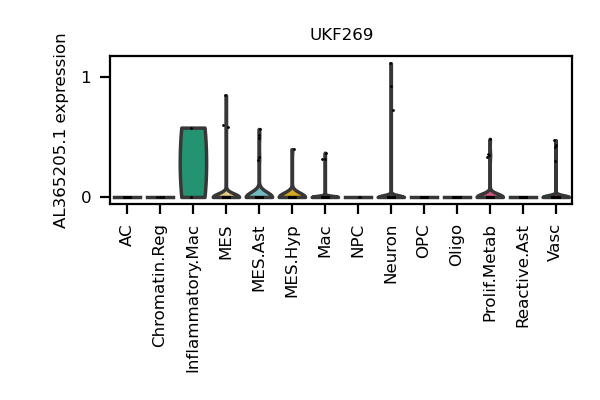 UKF269
AL365205.1 expression
1
0
AC
Chromatin.Reg
Inflammatory.Mac
MES
MES.Ast
MES.Hyp
Mac
NPC
Neuron
OPC
Oligo
Prolif.Metab
Reactive.Ast
Vasc